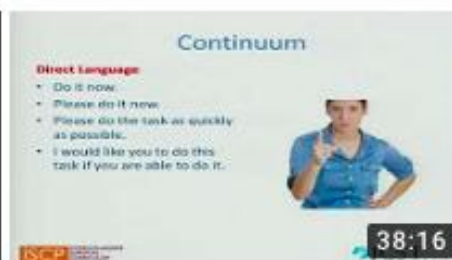 Continuum
Direct Language
• Do it now.
• Please do it now.
• Please do the task as quickly
as possible.
• I would like you to do this
task if you are able to do it.
ISCP
38:16